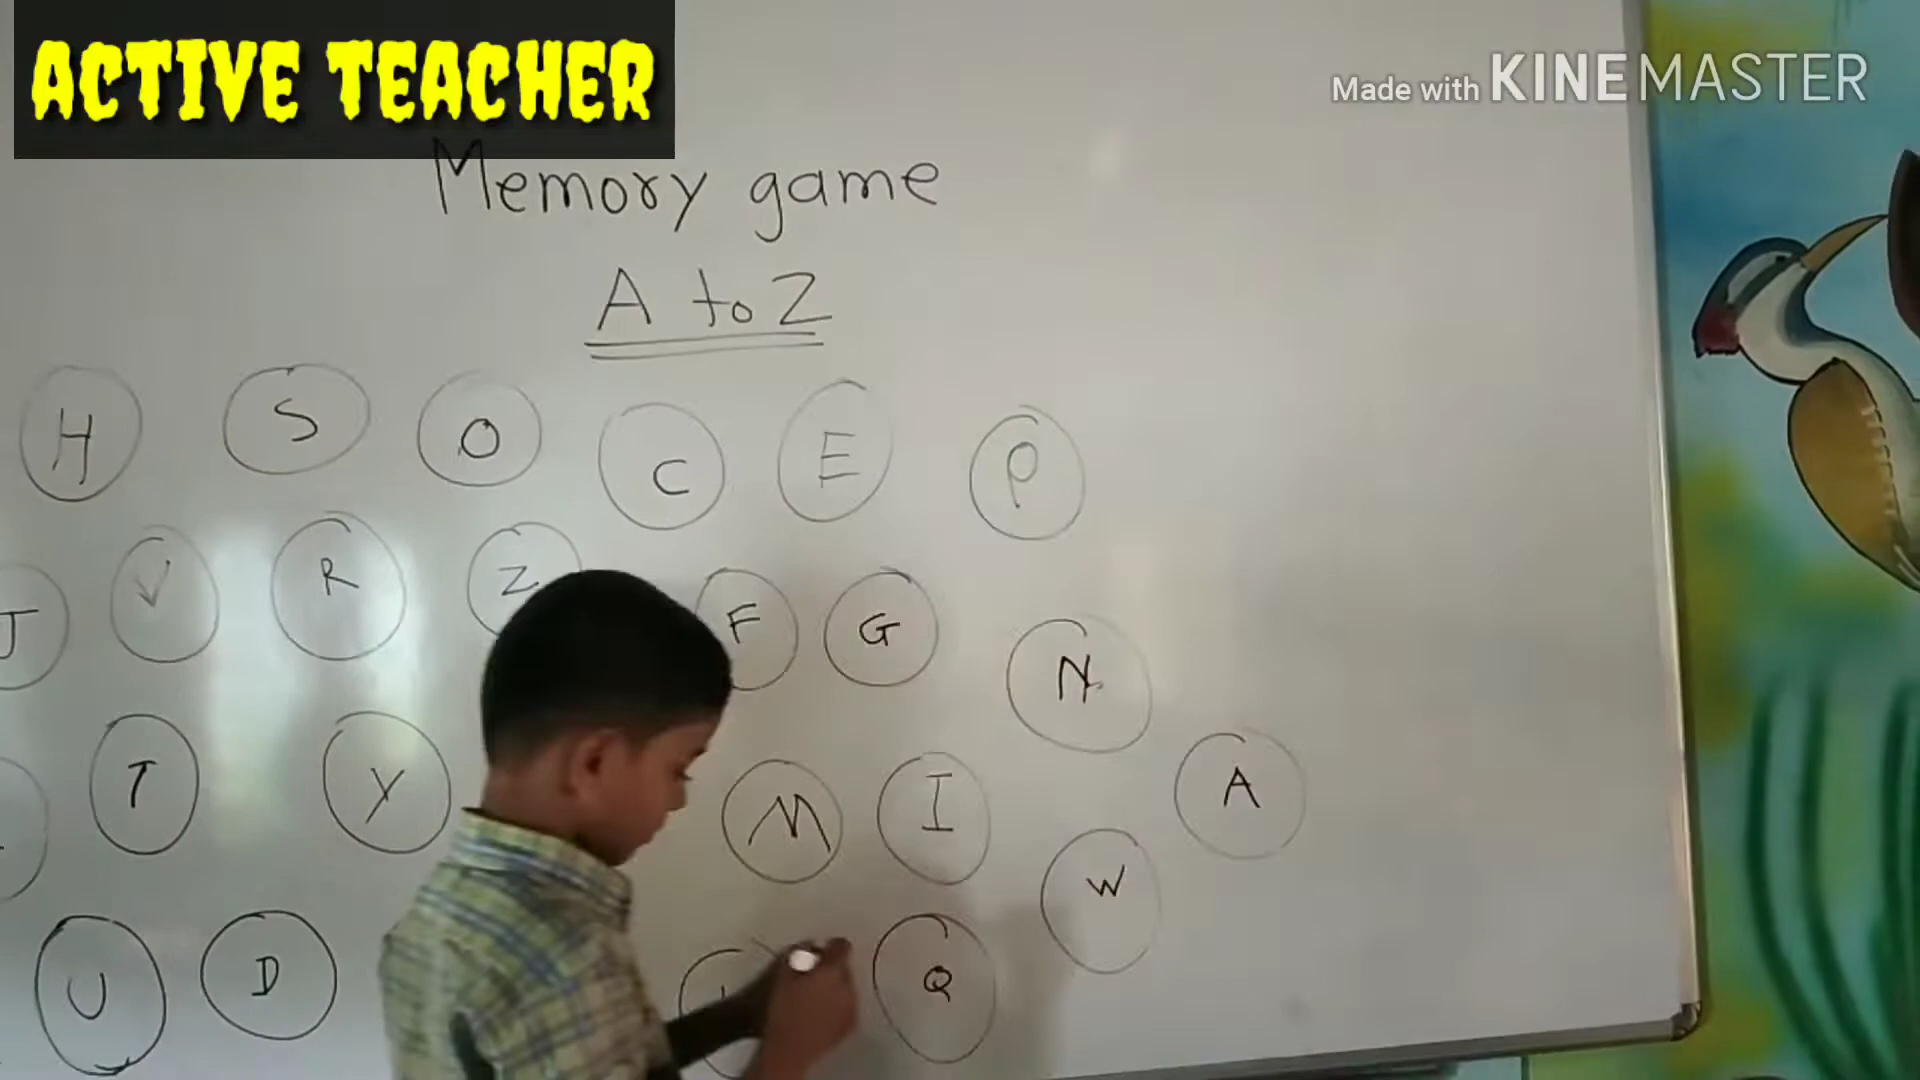 ACTIVE TEACHER
Made with KINEMASTER
Memory game
A to Z
H S O C E P
J V R Z F G N
T Y M I A
W
U D Q